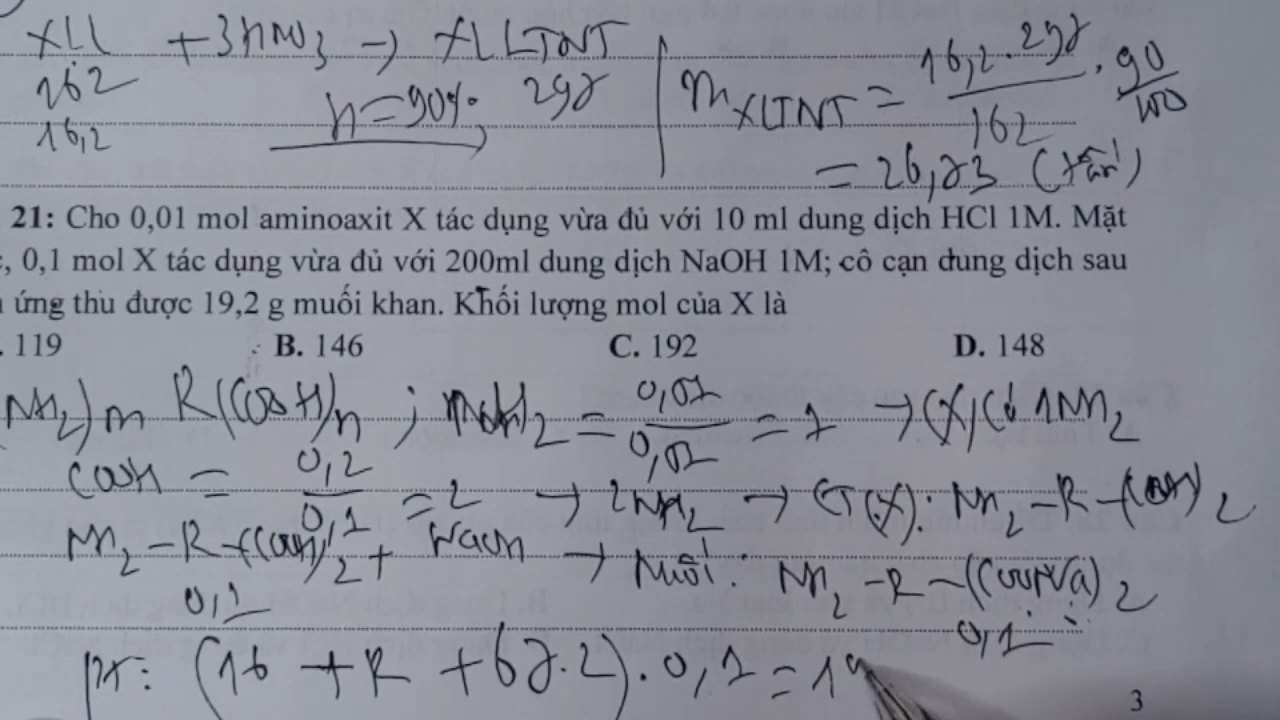 XLL + 3HNO3 → XLLTNT
162 297
16,2 h = 90%
mXLTNT = 16,2 . 297 / 162 . 90 / 100
= 26,73 (tấn)
21: Cho 0,01 mol aminoaxit X tác dụng vừa đủ với 10 ml dung dịch HCl 1M. Mặt
, 0,1 mol X tác dụng vừa đủ với 200ml dung dịch NaOH 1M; cô cạn dung dịch sau
ứng thu được 19,2 g muối khan. Khối lượng mol của X là
119 B. 146 C. 192 D. 148
NH2)m R(COOH)n ; NH2 = 0,01 / 0,01 = 1 → (X) Có 1NH2
COOH = 0,2 / 0,1 = 2 → 2NH2 → CT(X): NH2 – R – (COOH)2
NH2 – R – (COOH)2 + NaOH → Muối: NH2 – R – (COONa)2
0,1 0,1
PT: (16 + R + 67.2). 0,1 = 19
3